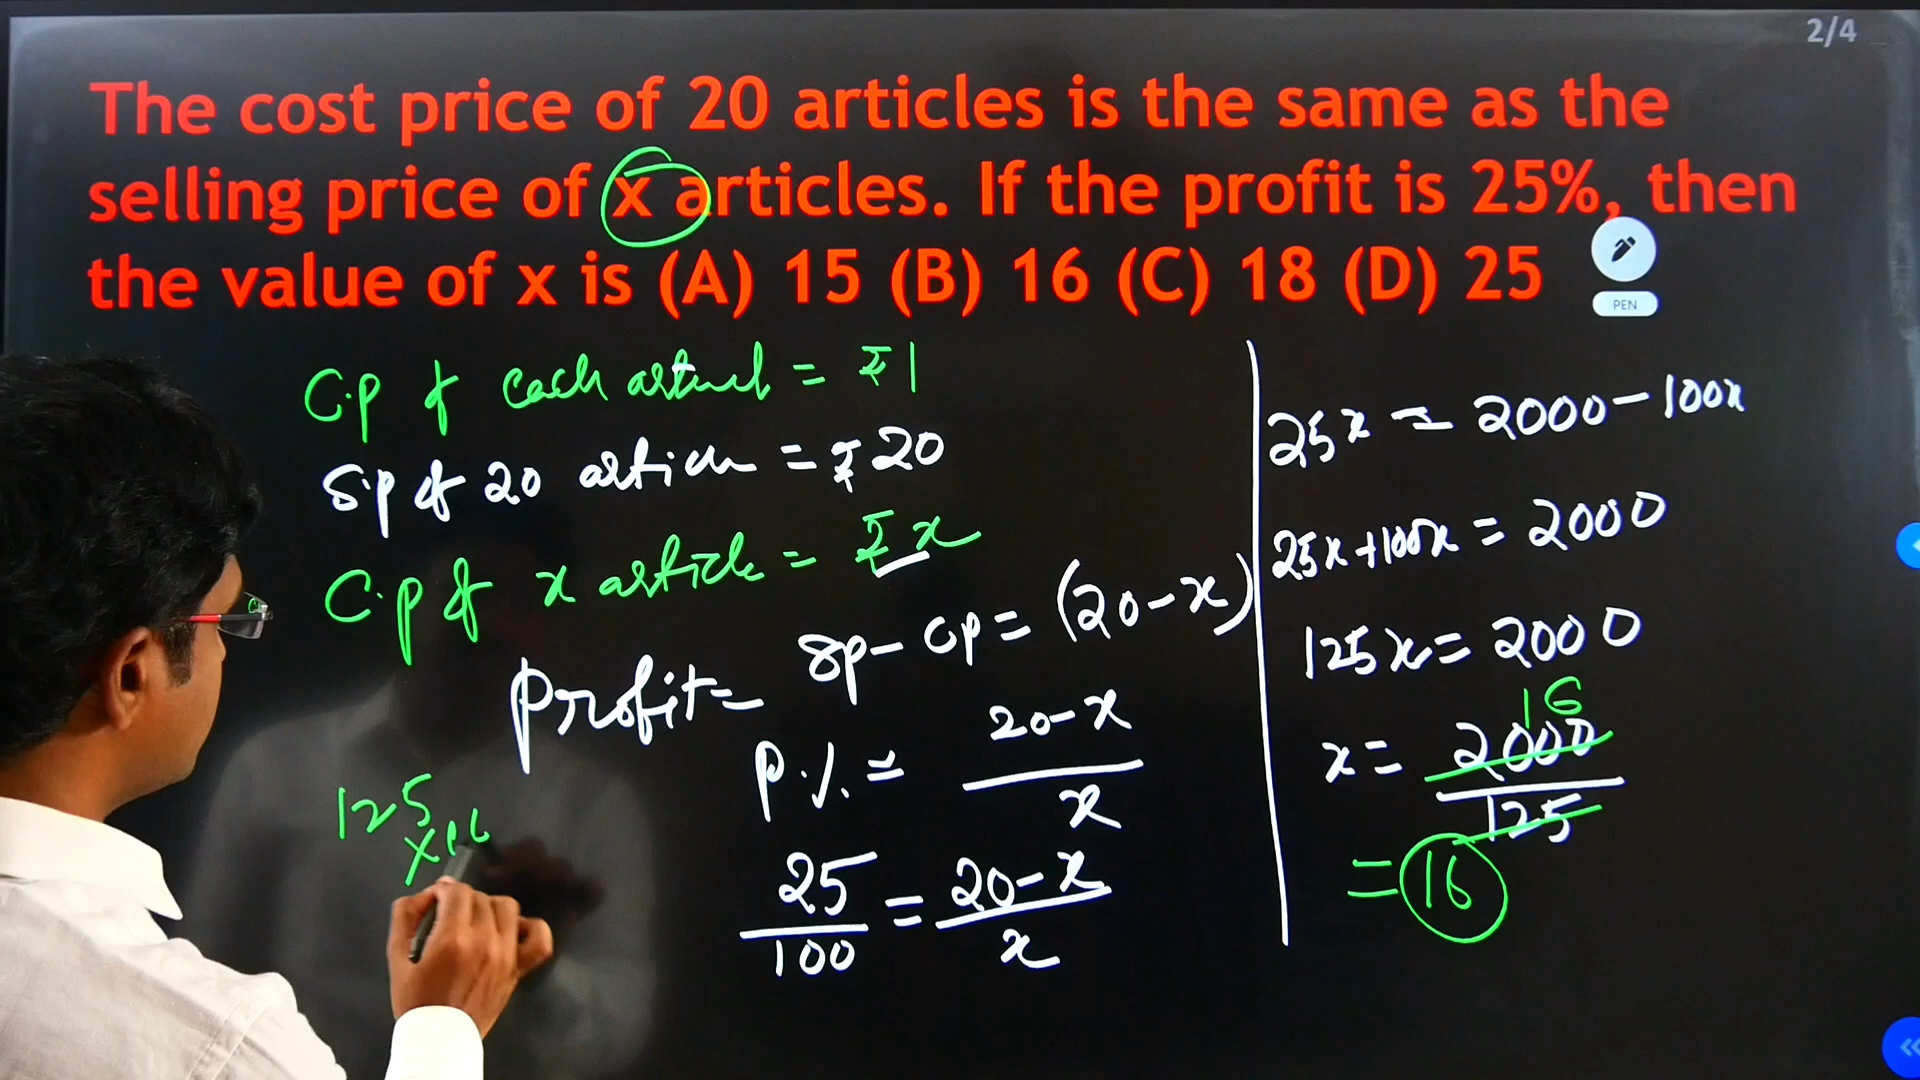 2/4
The cost price of 20 articles is the same as the
selling price of x articles. If the profit is 25%, then
the value of x is (A) 15 (B) 16 (C) 18 (D) 25
PEN
C.P of each articl = ₹1
S.p of 20 article = ₹20
C.p of x article = ₹x
Profit = Sp - Cp = (20-x)
P.%. = 20-x / x
25/100 = 20-x / x
125
x16
25x = 2000-100x
25x+100x = 2000
125x = 2000
16
x = 2000/125
= 16